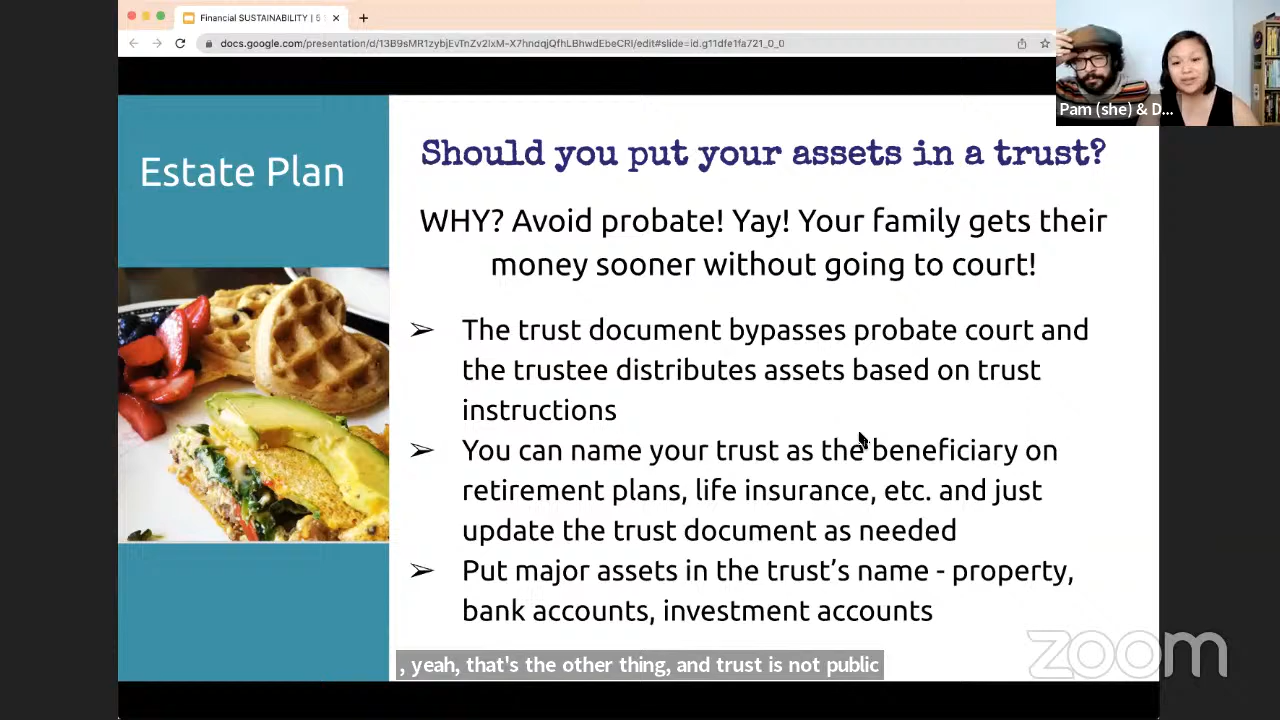 Financial SUSTAINABILITY | 5
docs.google.com/presentation/d/13B9sMR1zybjEvTnZv2lxM-X7hndqjQfhLBhwdEbeCRI/edit#slide=id.g11dfe1fa721_0_0
Pam (she) & D...
Estate Plan
Should you put your assets in a trust?
WHY? Avoid probate! Yay! Your family gets their
money sooner without going to court!
➢ The trust document bypasses probate court and
the trustee distributes assets based on trust
instructions
➢ You can name your trust as the beneficiary on
retirement plans, life insurance, etc. and just
update the trust document as needed
➢ Put major assets in the trust’s name - property,
bank accounts, investment accounts
, yeah, that's the other thing, and trust is not public
zoom